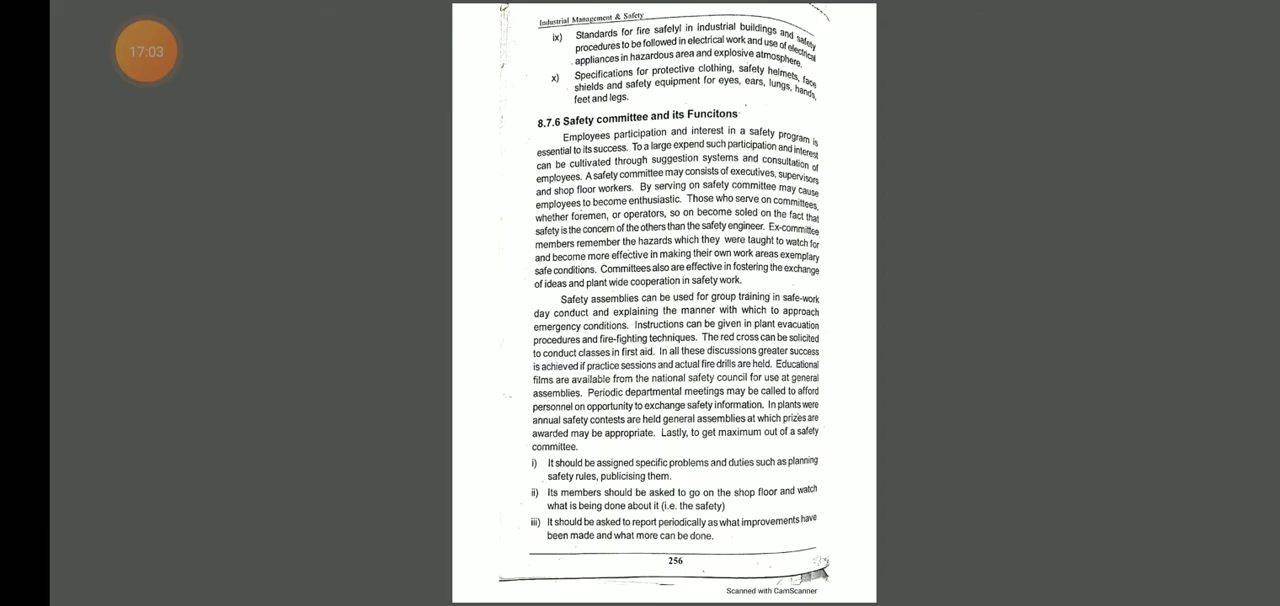 17:03
Industrial Management & Safety
ix) Standards for fire safelyl in industrial buildings and safety
procedures to be followed in electrical work and use of electrical
appliances in hazardous area and explosive atmosphere.
x) Specifications for protective clothing, safety helmets, face
shields and safety equipment for eyes, ears, lungs, hands,
feet and legs.
8.7.6 Safety committee and its Funcitons
Employees participation and interest in a safety program is
essential to its success. To a large expend such participation and interest
can be cultivated through suggestion systems and consultation of
employees. A safety committee may consists of executives, supervisors
and shop floor workers. By serving on safety committee may cause
employees to become enthusiastic. Those who serve on committees,
whether foremen, or operators, so on become soled on the fact that
safety is the concern of the others than the safety engineer. Ex-committee
members remember the hazards which they were taught to watch for
and become more effective in making their own work areas exemplary
safe conditions. Committees also are effective in fostering the exchange
of ideas and plant wide cooperation in safety work.
Safety assemblies can be used for group training in safe-work
day conduct and explaining the manner with which to approach
emergency conditions. Instructions can be given in plant evacuation
procedures and fire-fighting techniques. The red cross can be solicited
to conduct classes in first aid. In all these discussions greater success
is achieved if practice sessions and actual fire drills are held. Educational
films are available from the national safety council for use at general
assemblies. Periodic departmental meetings may be called to afford
personnel on opportunity to exchange safety information. In plants were
annual safety contests are held general assemblies at which prizes are
awarded may be appropriate. Lastly, to get maximum out of a safety
committee.
i) It should be assigned specific problems and duties such as planning
safety rules, publicising them.
ii) Its members should be asked to go on the shop floor and watch
what is being done about it (i.e. the safety)
iii) It should be asked to report periodically as what improvements have
been made and what more can be done.
256
Scanned with CamScanner